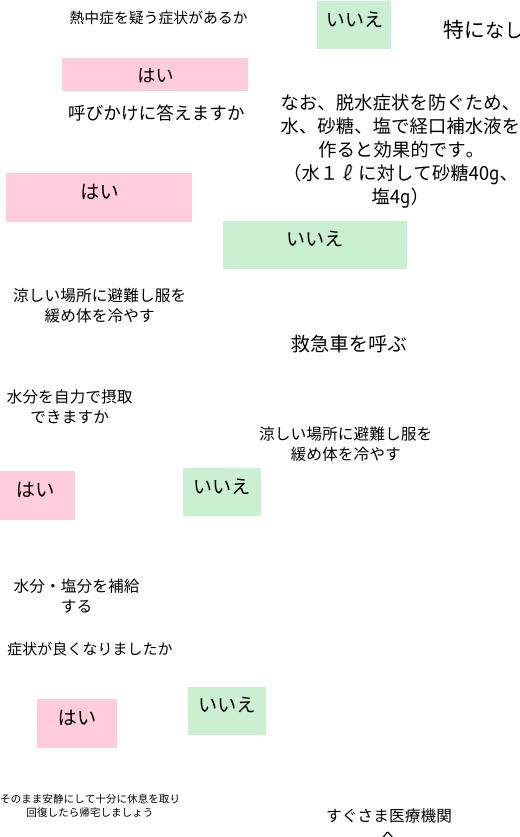 熱中症を疑う症状があるか
いいえ
特になし
はい
呼びかけに答えますか
なお、脱水症状を防ぐため、
水、砂糖、塩で経口補水液を
作ると効果的です。
（水１ℓに対して砂糖40g、
塩4g）
はい
いいえ
涼しい場所に避難し服を
緩め体を冷やす
救急車を呼ぶ
水分を自力で摂取
できますか
涼しい場所に避難し服を
緩め体を冷やす
はい
いいえ
水分・塩分を補給
する
症状が良くなりましたか
はい
いいえ
そのまま安静にして十分に休息を取り
回復したら帰宅しましょう
すぐさま医療機関
へ